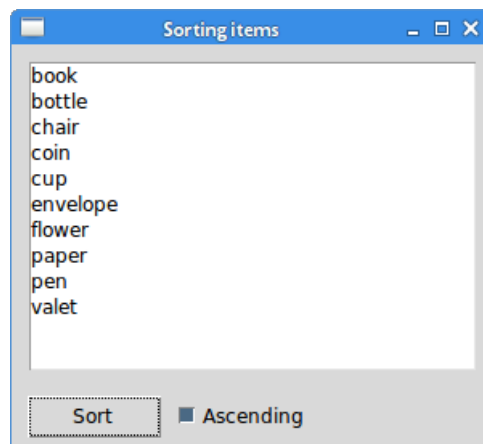 Sorting items
book
bottle
chair
coin
cup
envelope
flower
paper
pen
valet
Sort
Ascending